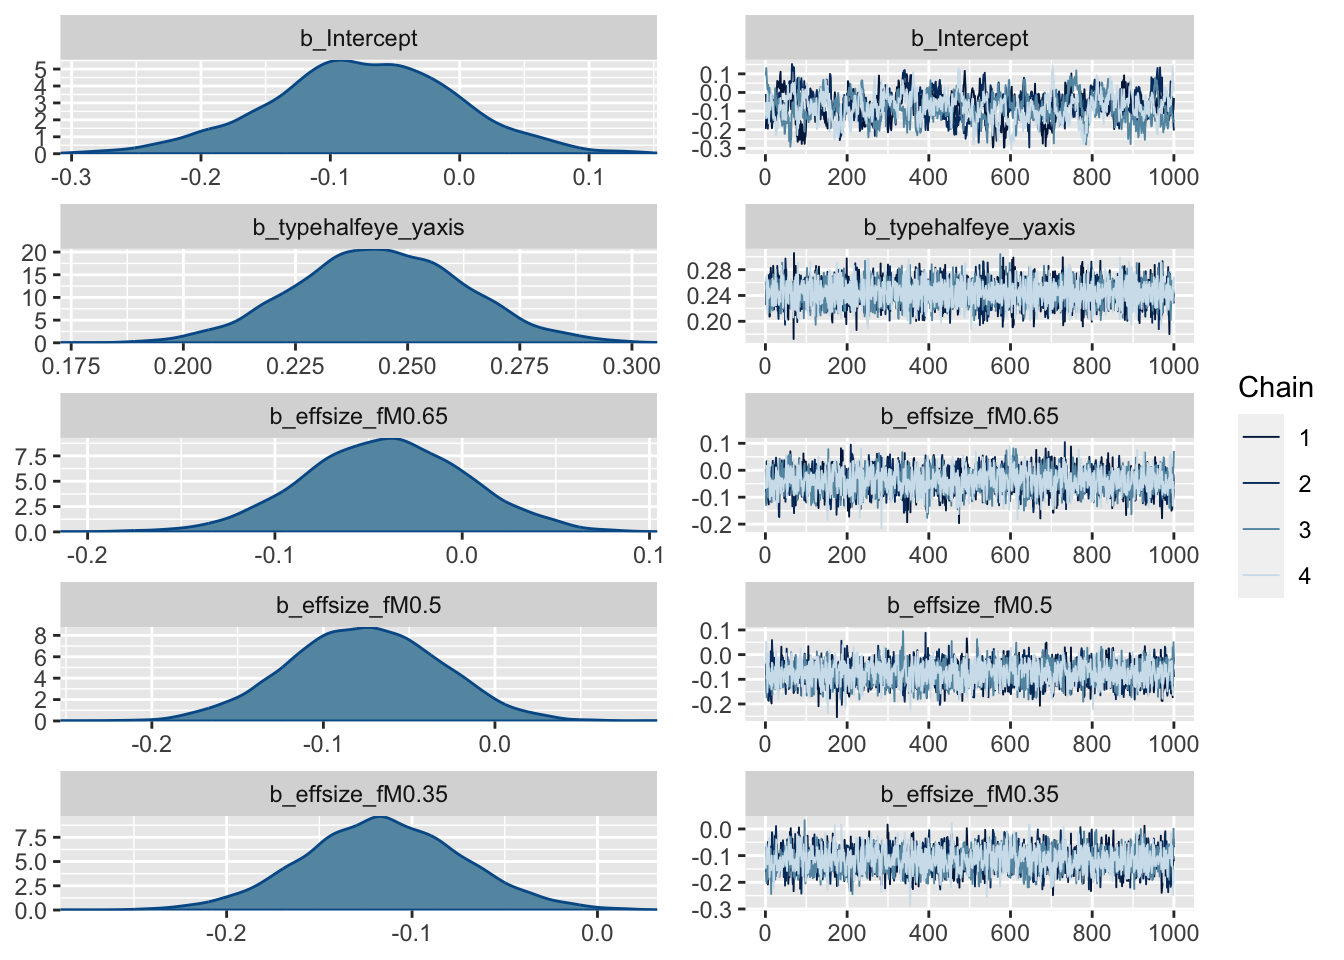 b_Intercept
5
4
3
2
1
0
-0.3 -0.2 -0.1 0.0 0.1
b_Intercept
0.1
0.0
-0.1
-0.2
-0.3
0 200 400 600 800 1000
b_typehalfeye_yaxis
20
15
10
5
0
0.175 0.200 0.225 0.250 0.275 0.300
b_typehalfeye_yaxis
0.28
0.24
0.20
0 200 400 600 800 1000
b_effsize_fM0.65
7.5
5.0
2.5
0.0
-0.2 -0.1 0.0 0.1
b_effsize_fM0.65
0.1
0.0
-0.1
-0.2
0 200 400 600 800 1000
b_effsize_fM0.5
8
6
4
2
0
-0.2 -0.1 0.0
b_effsize_fM0.5
0.1
0.0
-0.1
-0.2
0 200 400 600 800 1000
b_effsize_fM0.35
7.5
5.0
2.5
0.0
-0.2 -0.1 0.0
b_effsize_fM0.35
0.0
-0.1
-0.2
-0.3
0 200 400 600 800 1000
Chain
1
2
3
4